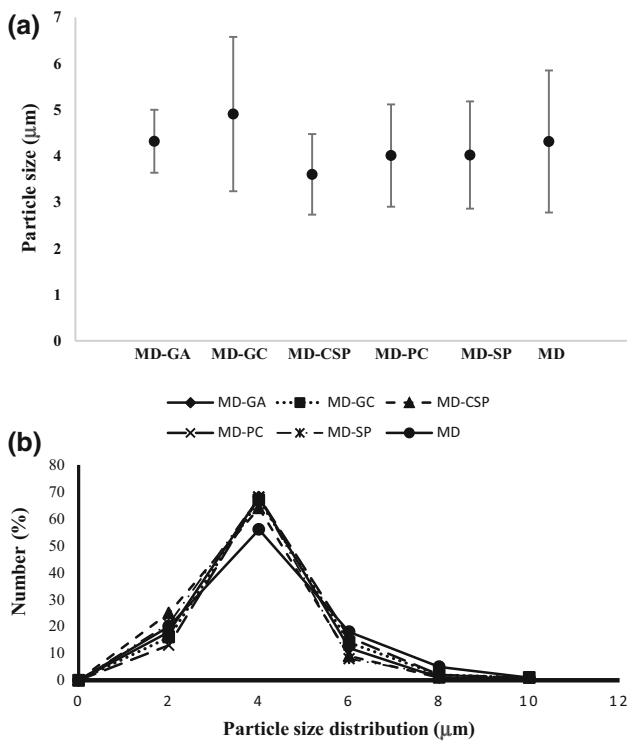 (a)
Particle size (μm)
7
6
5
4
3
2
1
0
MD-GA MD-GC MD-CSP MD-PC MD-SP MD
MD-GA MD-GC MD-CSP
MD-PC MD-SP MD
(b)
Number (%)
80
70
60
50
40
30
20
10
0
0 2 4 6 8 10 12
Particle size distribution (μm)